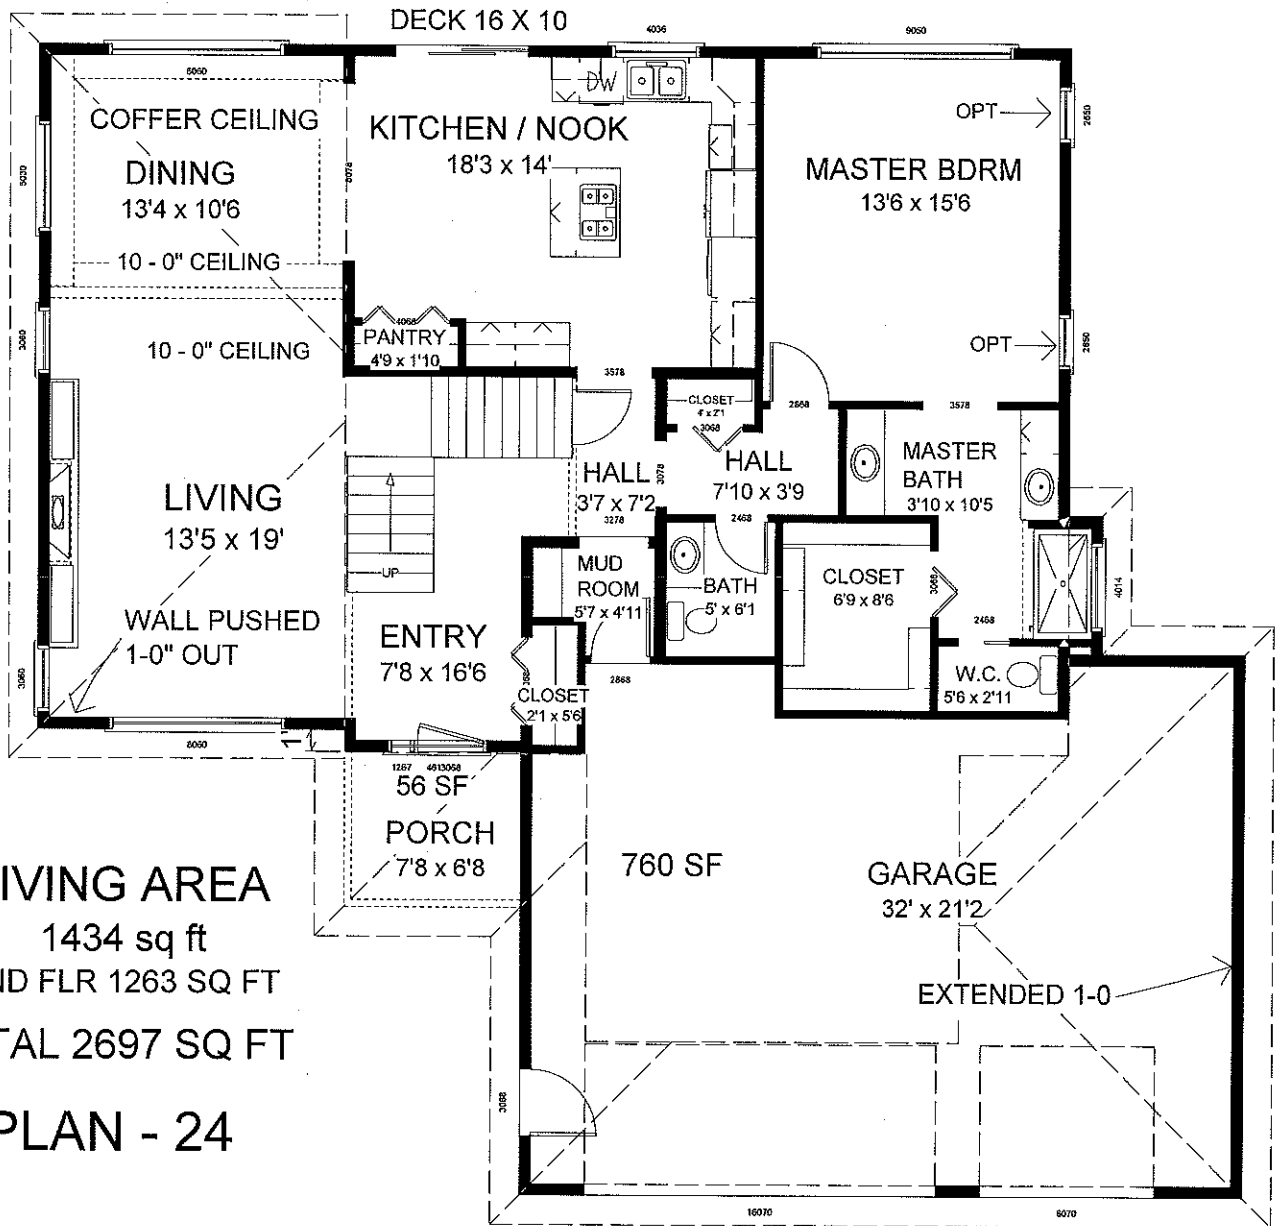 DECK 16 X 10
4036
9050
6060
DW
COFFER CEILING
DINING
13'4 x 10'6
10 - 0" CEILING
KITCHEN / NOOK
18'3 x 14'
OPT
2650
MASTER BDRM
13'6 x 15'6
5030
8078
3060
10 - 0" CEILING
4068
PANTRY
4'9 x 1'10
OPT
2650
3578
CLOSET
4' x 2'1
3068
2668
3578
LIVING
13'5 x 19'
HALL
3'7 x 7'2
3078
HALL
7'10 x 3'9
MASTER
BATH
3'10 x 10'5
3278
2468
UP
MUD
ROOM
5'7 x 4'11
BATH
5' x 6'1
CLOSET
6'9 x 8'6
3068
2468
4014
WALL PUSHED
1-0" OUT
ENTRY
7'8 x 16'6
3060
CLOSET
2'1 x 5'6
2868
W.C.
5'6 x 2'11
6060
1'
1267
56 SF
PORCH
7'8 x 6'8
760 SF
GARAGE
32' x 21'2
EXTENDED 1-0
IVING AREA
1434 sq ft
ND FLR 1263 SQ FT
TAL 2697 SQ FT
PLAN - 24
3068
16070
8070